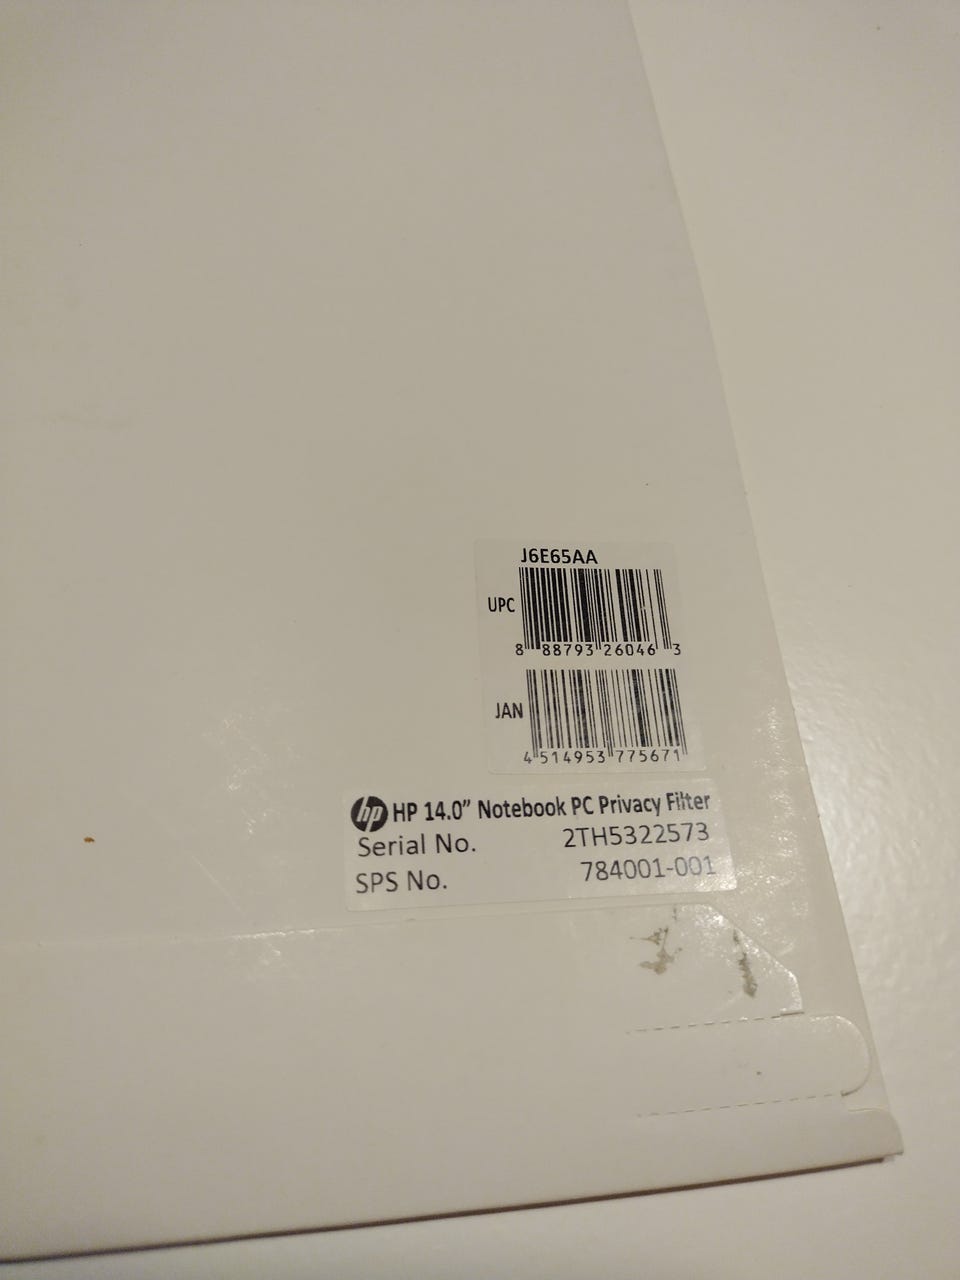 J6E65AA
UPC
8 88793 26046 3
JAN
4 514953 775671
hp HP 14.0" Notebook PC Privacy Filter
Serial No. 2TH5322573
SPS No. 784001-001